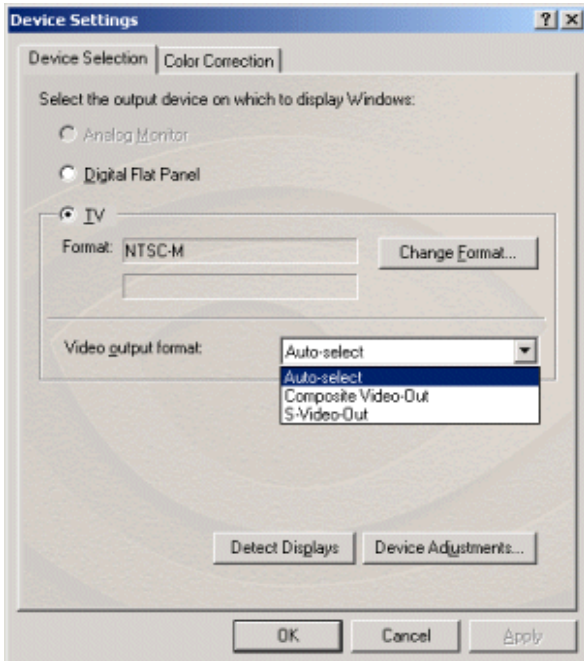 Device Settings
Device Selection
Color Correction
Select the output device on which to display Windows:
Analog Monitor
Digital Flat Panel
TV
Format:
NTSC-M
Change Format...
Video output format:
Auto-select
Auto-select
Composite Video-Out
S-Video-Out
Detect Displays
Device Adjustments...
OK
Cancel
Apply